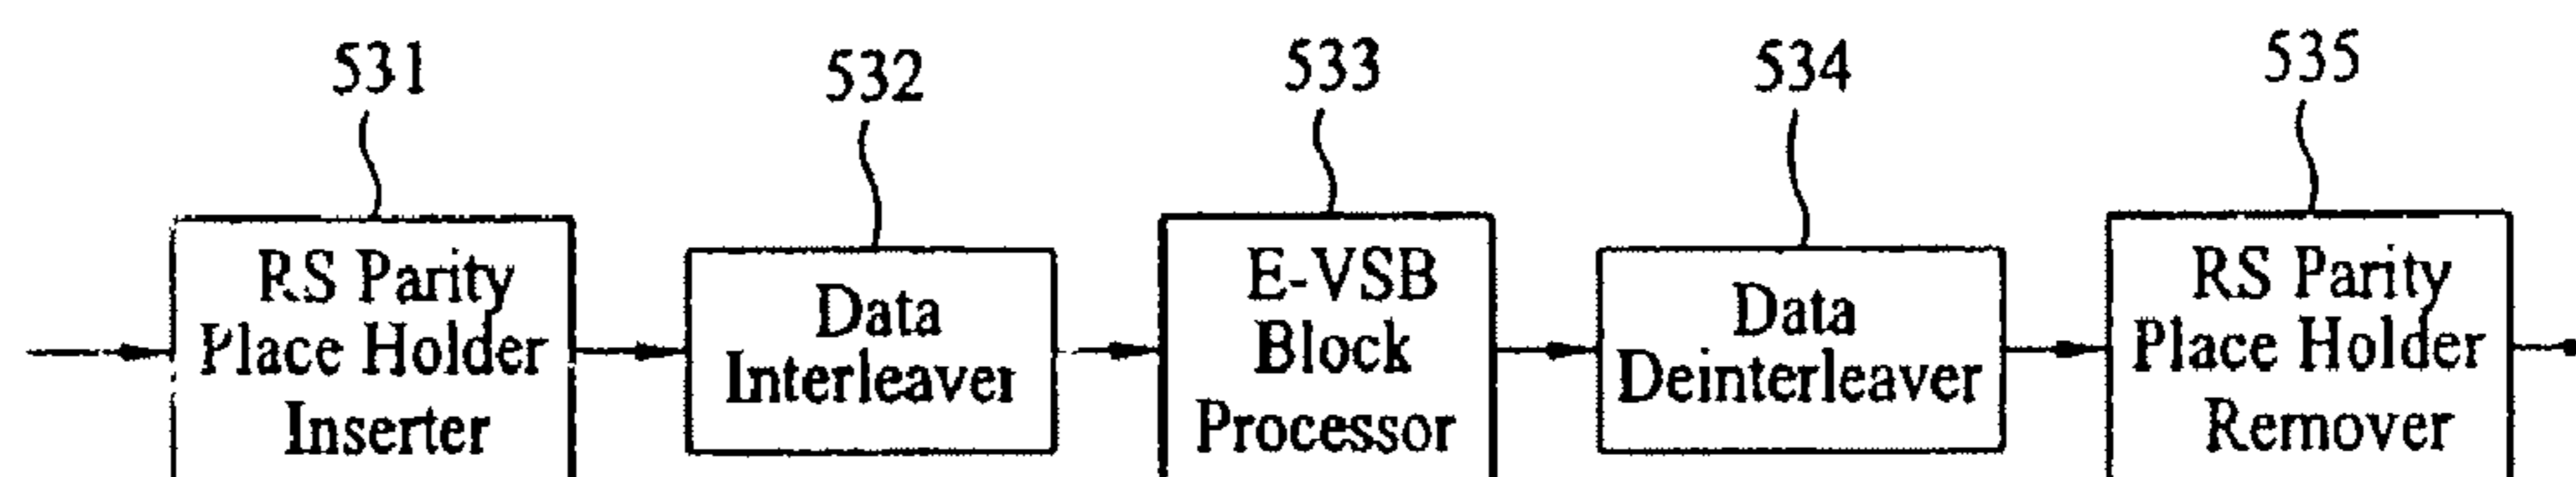 531
532
533
534
535
RS Parity
Place Holder
Inserter
Data
Interleaver
E-VSB
Block
Processor
Data
Deinterleaver
RS Parity
Place Holder
Remover